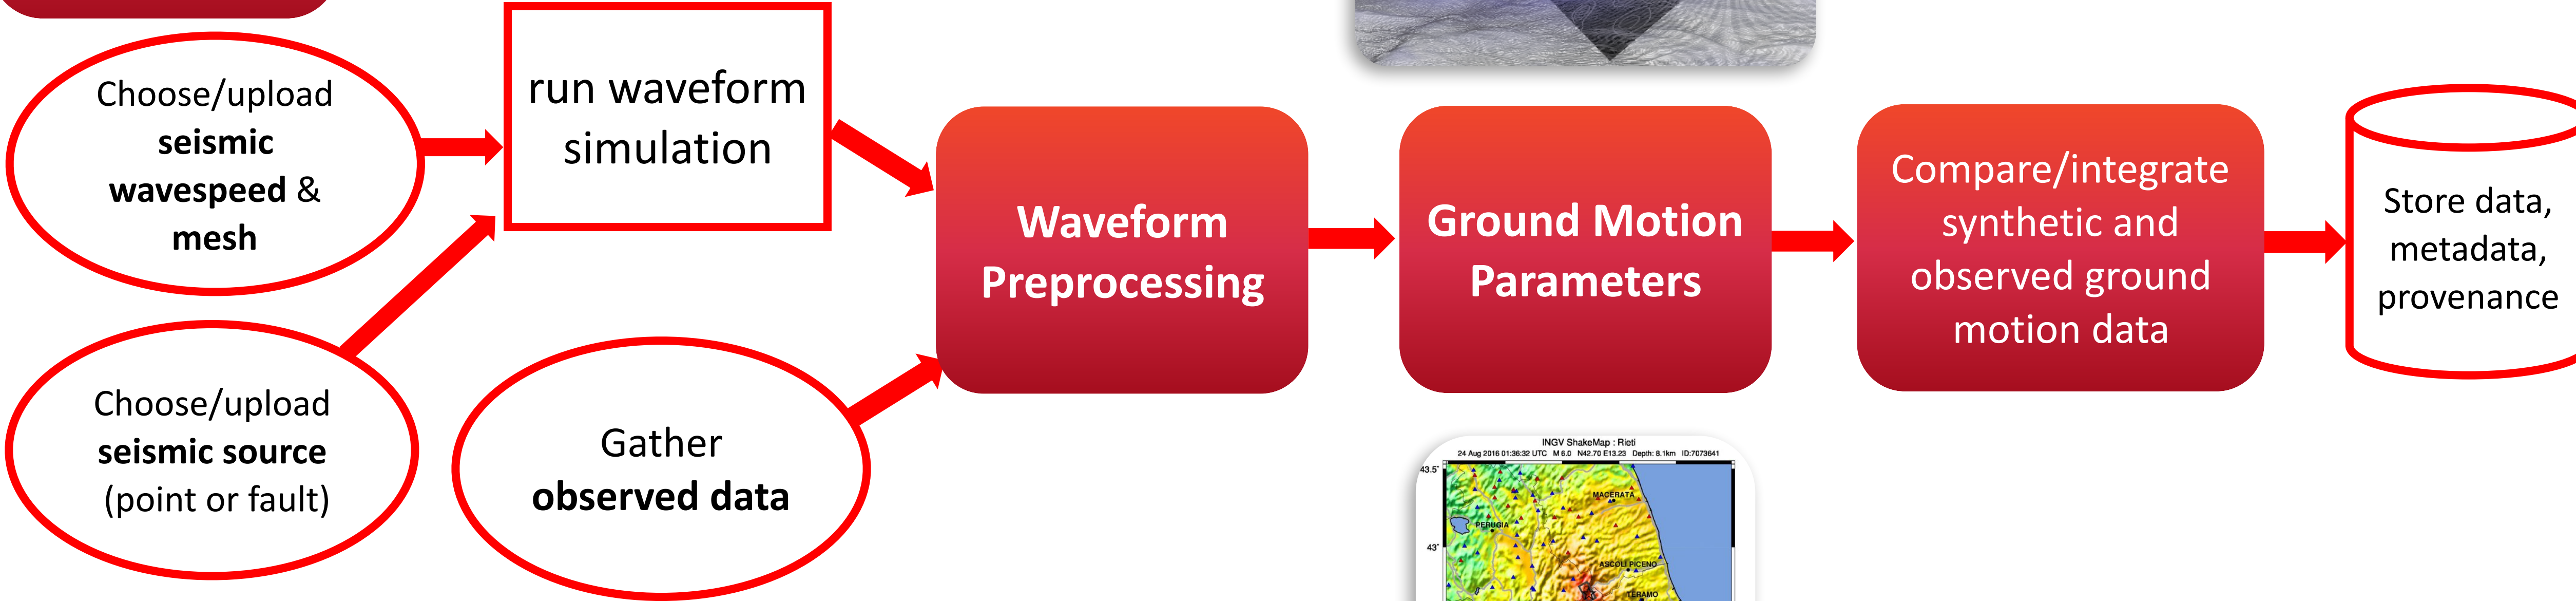 Choose/upload
seismic
wavespeed &
mesh
run waveform
simulation
Choose/upload
seismic source
(point or fault)
Gather
observed data
Waveform
Preprocessing
Ground Motion
Parameters
Compare/integrate
synthetic and
observed ground
motion data
Store data,
metadata,
provenance
INGV ShakeMap : Rieti
24 Aug 2016 01:36:32 UTC M 6.0 N42.70 E13.23 Depth: 8.1km ID:7073641
43.5°
MACERATA
PERUGIA
43°
ASCOLI PICENO
TERAMO